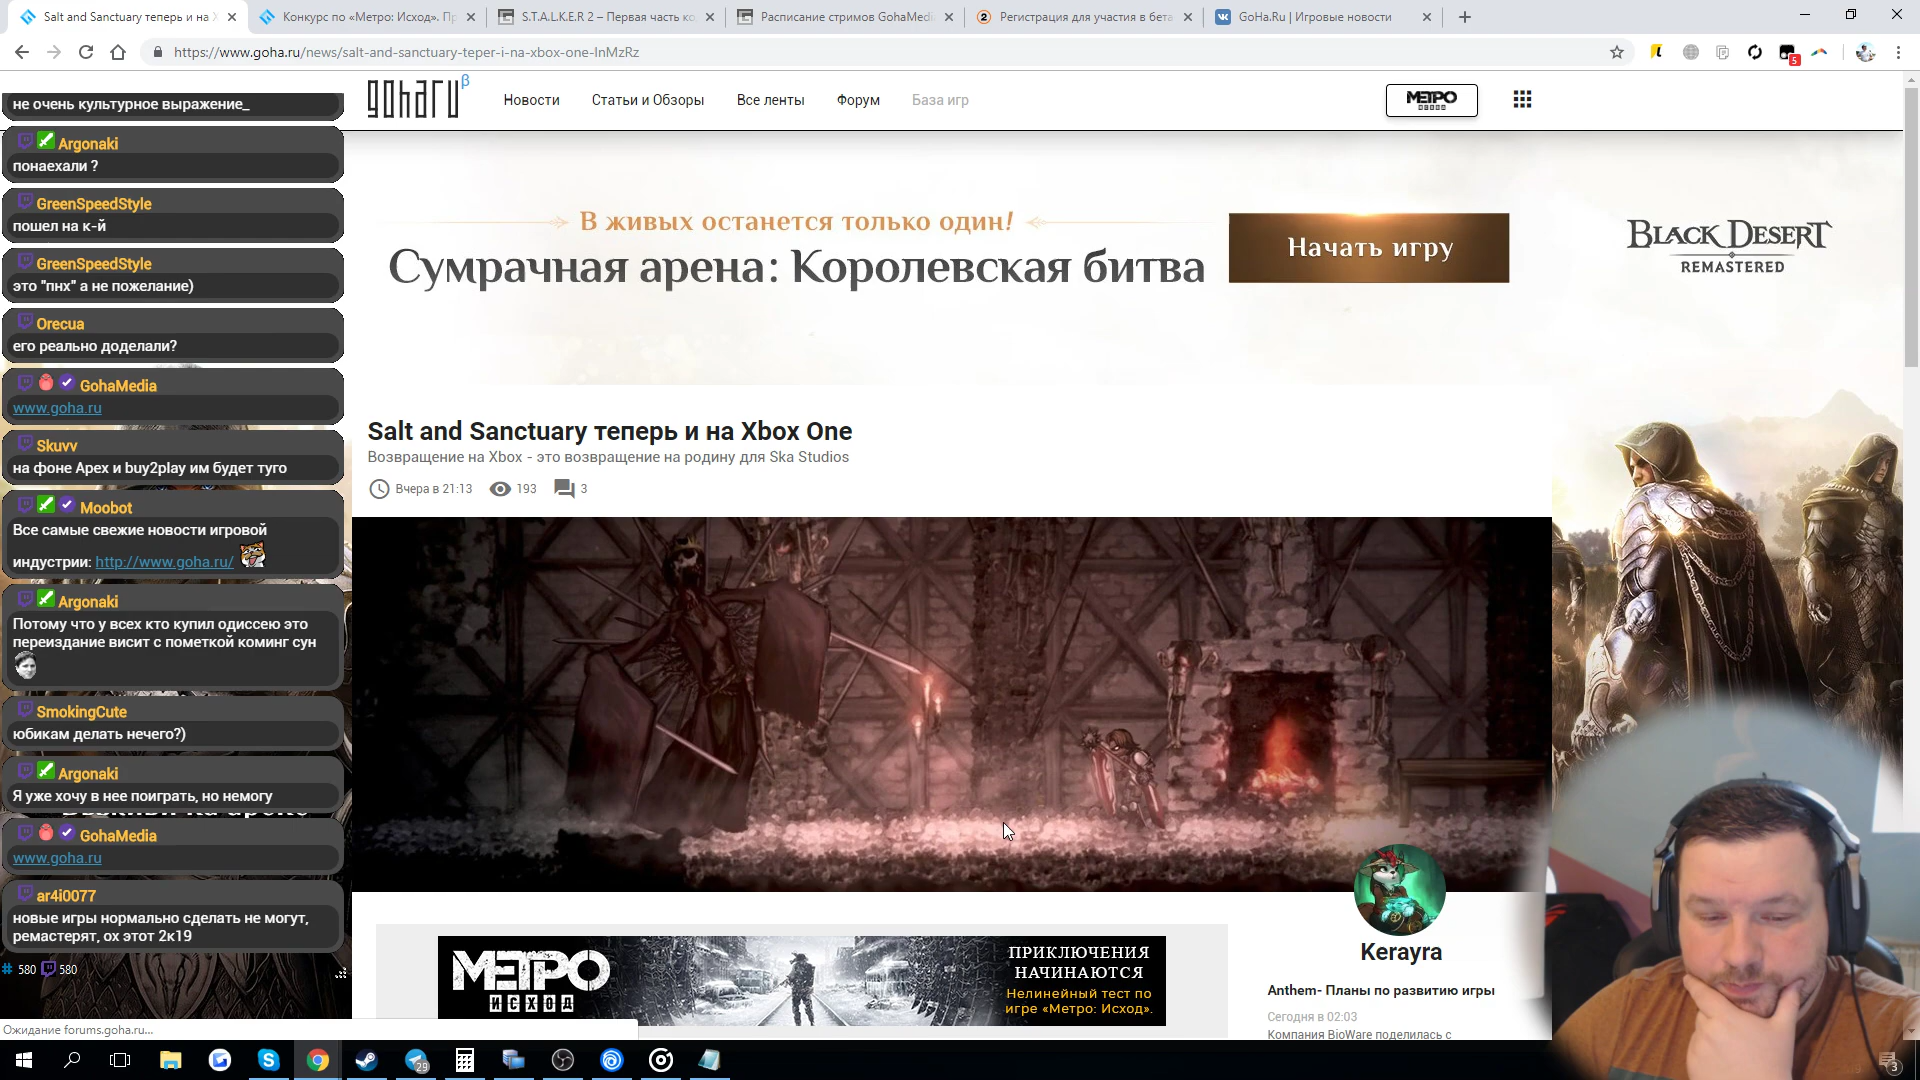 Salt and Sanctuary теперь и на X
Конкурс по «Метро: Исход». Пр
S.T.A.L.K.E.R 2 – Первая часть ко
Расписание стримов GohaMedi
Регистрация для участия в бета
GoHa.Ru | Игровые новости
https://www.goha.ru/news/salt-and-sanctuary-teper-i-na-xbox-one-lnMzRz
5
goharu β
Новости
Статьи и Обзоры
Все ленты
Форум
База игр
МЕТРО
ИСХОД
не очень культурное выражение_
Argonaki
понаехали ?
GreenSpeedStyle
пошел на к-й
GreenSpeedStyle
это "пнх" а не пожелание)
Orecua
его реально доделали?
GohaMedia
www.goha.ru
Skuvv
на фоне Apex и buy2play им будет туго
Moobot
Все самые свежие новости игровой
индустрии: http://www.goha.ru/
Argonaki
Потому что у всех кто купил одиссею это
переиздание висит с пометкой коминг сун
SmokingCute
юбикам делать нечего?)
Argonaki
Я уже хочу в нее поиграть, но немогу
GohaMedia
www.goha.ru
ar4i0077
новые игры нормально сделать не могут,
ремастерят, ох этот 2к19
580 580
Ожидание forums.goha.ru...
В живых останется только один!
Сумрачная арена: Королевская битва
Начать игру
BLACK DESERT
REMASTERED
Salt and Sanctuary теперь и на Xbox One
Возвращение на Xbox - это возвращение на родину для Ska Studios
Вчера в 21:13 193 3
МЕТРО
ИСХОД
ПРИКЛЮЧЕНИЯ
НАЧИНАЮТСЯ
Нелинейный тест по
игре «Метро: Исход».
Kerayra
Anthem- Планы по развитию игры
Сегодня в 02:03
Компания BioWare поделилась с
29
3